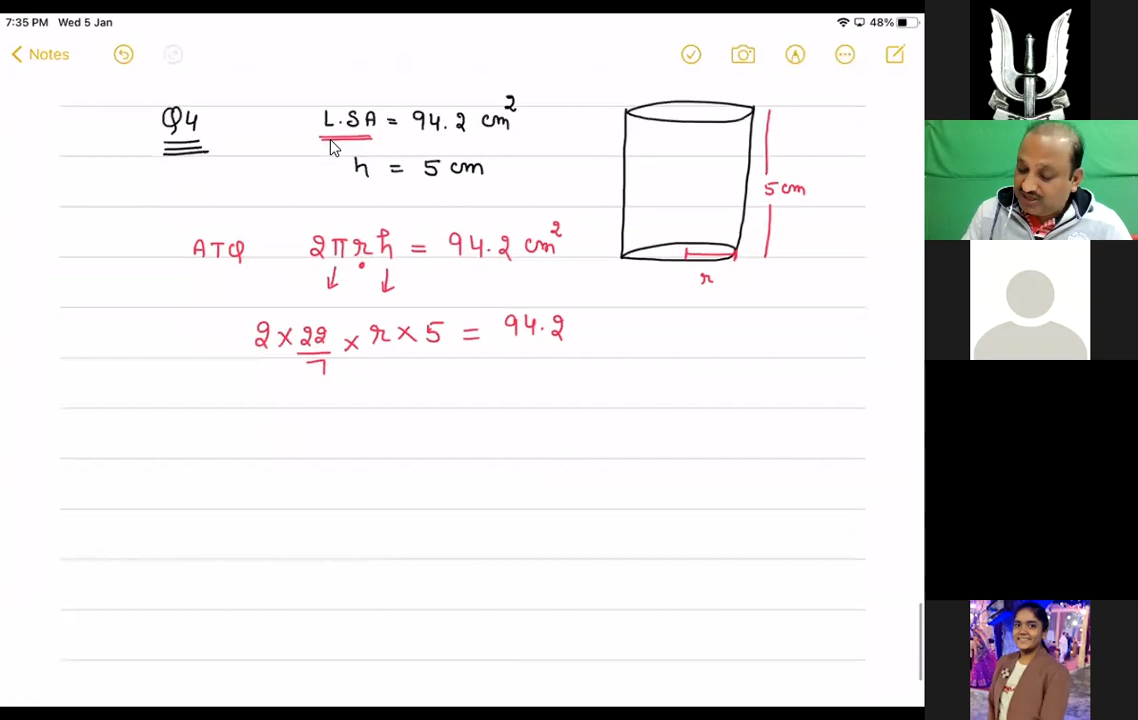 7:35 PM Wed 5 Jan 48%
Notes
Q4 L.SA = 94.2 cm²
h = 5 cm
5 cm
ATQ 2πrh = 94.2 cm²
r
2 × 22/7 × r × 5 = 94.2